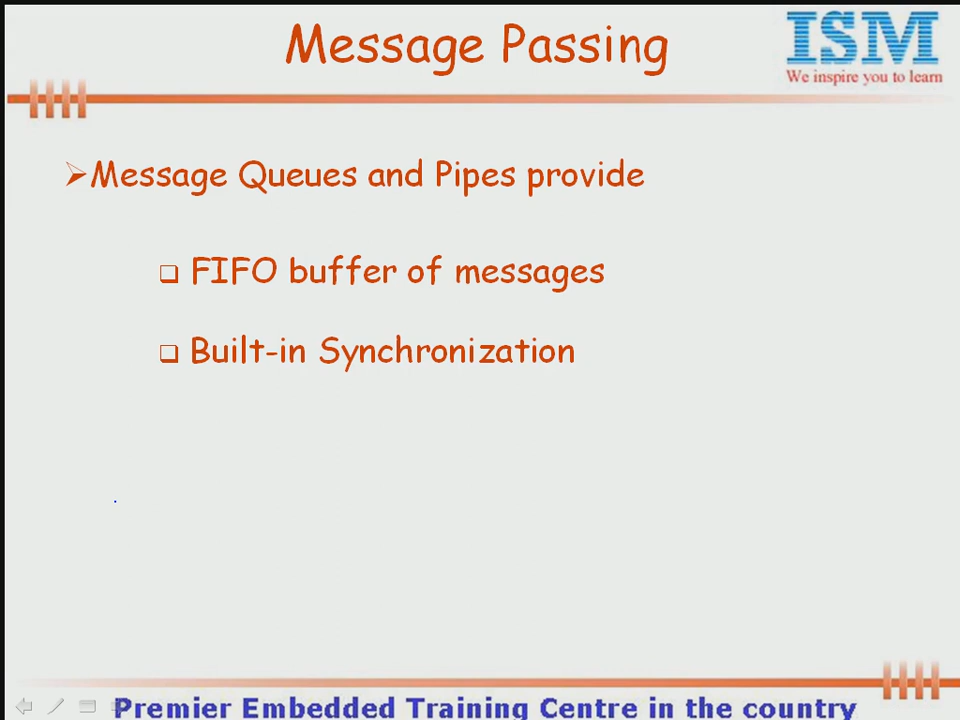 Message Passing
ISM
We inspire you to learn
Message Queues and Pipes provide
FIFO buffer of messages
Built-in Synchronization
Premier Embedded Training Centre in the country